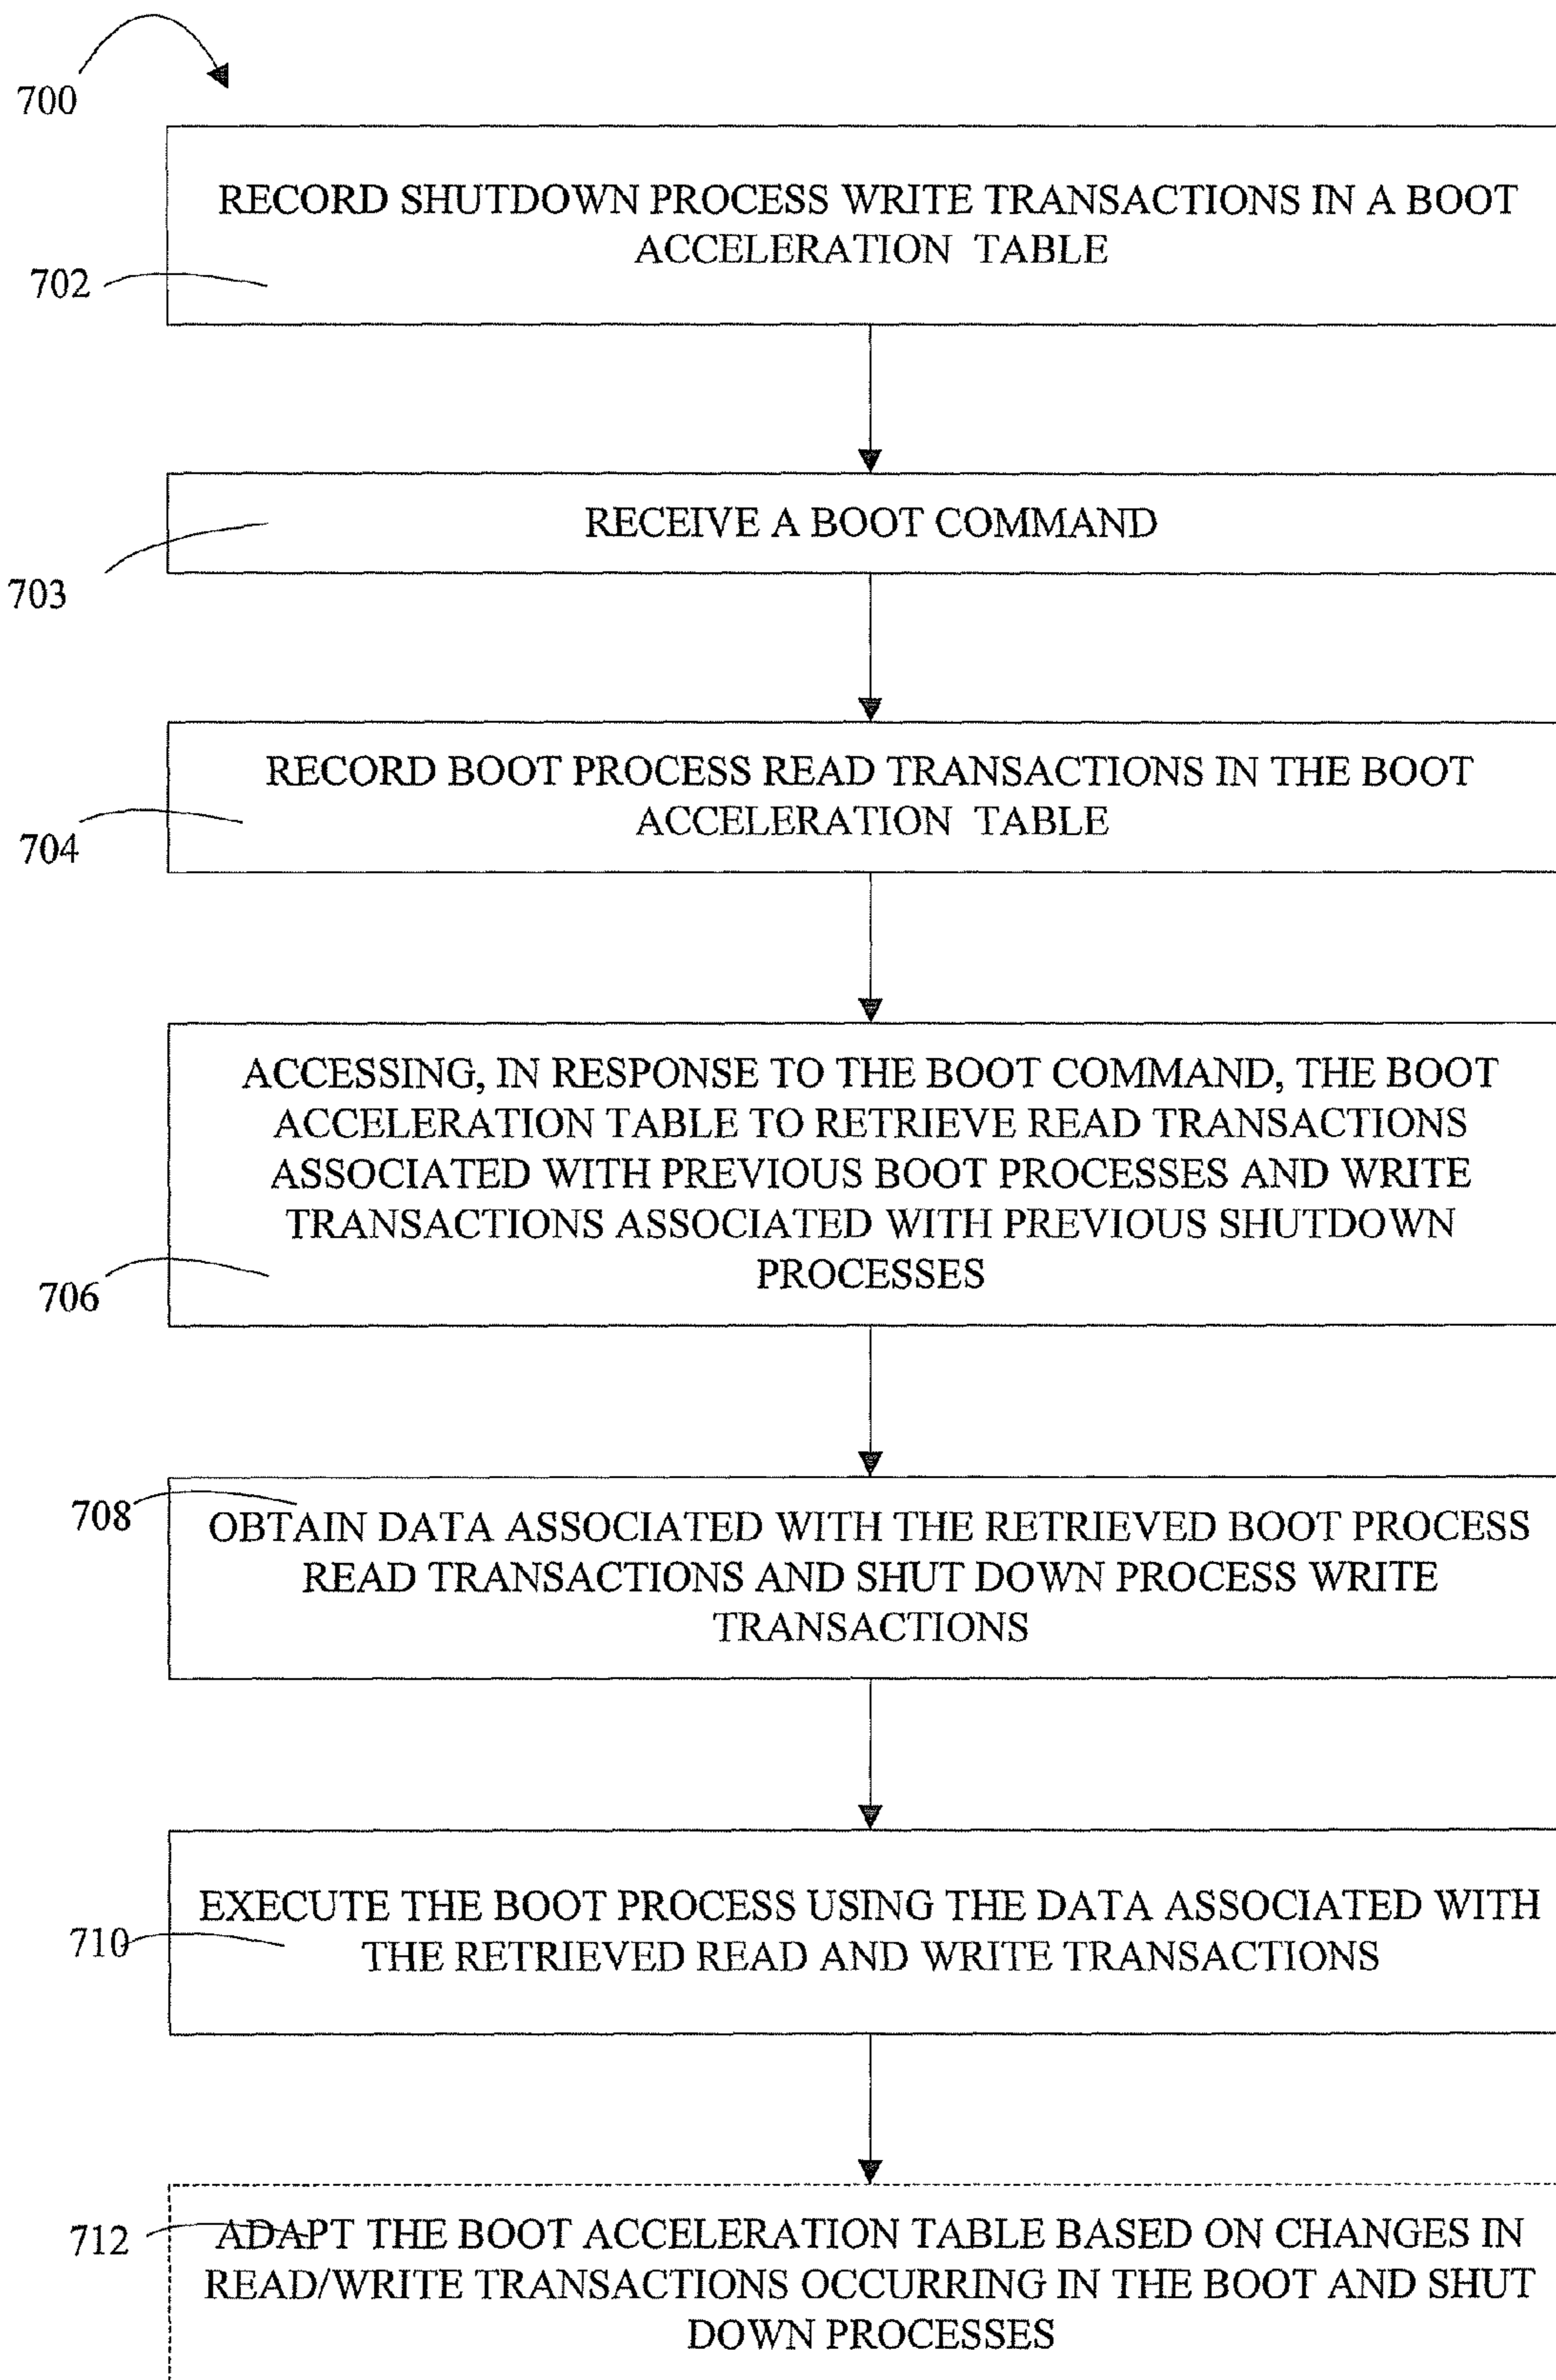 700
RECORD SHUTDOWN PROCESS WRITE TRANSACTIONS IN A BOOT
ACCELERATION TABLE
702
RECEIVE A BOOT COMMAND
703
RECORD BOOT PROCESS READ TRANSACTIONS IN THE BOOT
ACCELERATION TABLE
704
ACCESSING, IN RESPONSE TO THE BOOT COMMAND, THE BOOT
ACCELERATION TABLE TO RETRIEVE READ TRANSACTIONS
ASSOCIATED WITH PREVIOUS BOOT PROCESSES AND WRITE
TRANSACTIONS ASSOCIATED WITH PREVIOUS SHUTDOWN
PROCESSES
706
708
OBTAIN DATA ASSOCIATED WITH THE RETRIEVED BOOT PROCESS
READ TRANSACTIONS AND SHUT DOWN PROCESS WRITE
TRANSACTIONS
EXECUTE THE BOOT PROCESS USING THE DATA ASSOCIATED WITH
710
THE RETRIEVED READ AND WRITE TRANSACTIONS
712
ADAPT THE BOOT ACCELERATION TABLE BASED ON CHANGES IN
READ/WRITE TRANSACTIONS OCCURRING IN THE BOOT AND SHUT
DOWN PROCESSES